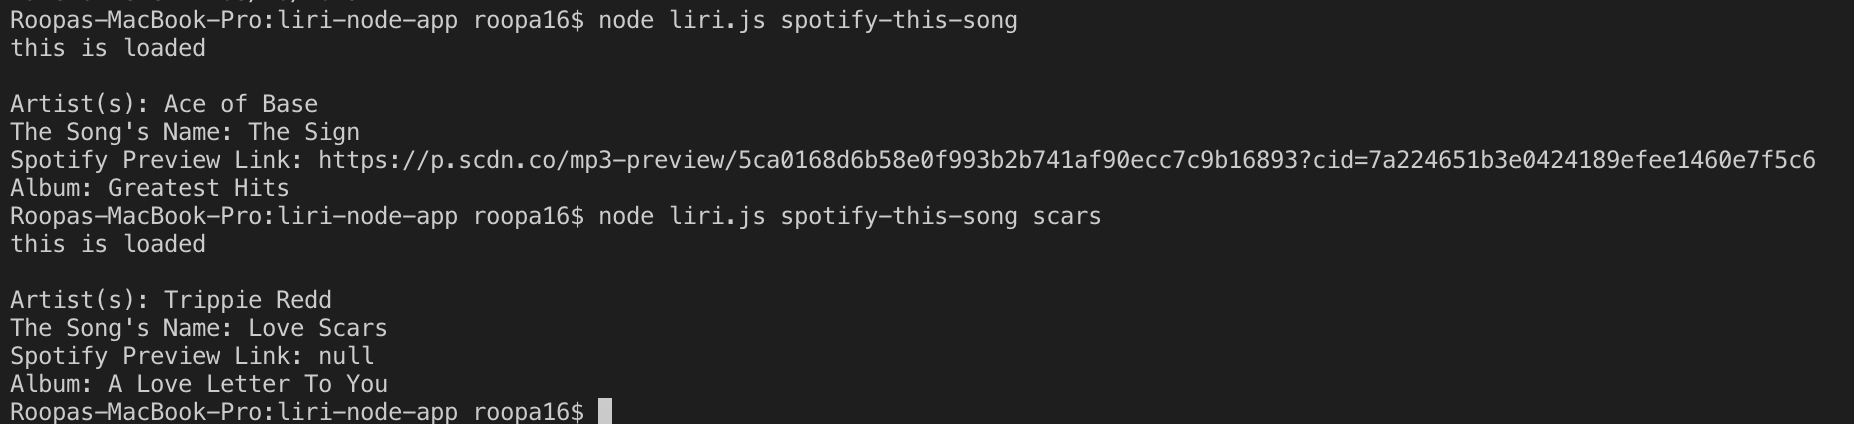 Roopas-MacBook-Pro:liri-node-app roopa16$ node liri.js spotify-this-song
this is loaded
Artist(s): Ace of Base
The Song's Name: The Sign
Spotify Preview Link: https://p.scdn.co/mp3-preview/5ca0168d6b58e0f993b2b741af90ecc7c9b16893?cid=7a224651b3e0424189efee1460e7f5c6
Album: Greatest Hits
Roopas-MacBook-Pro:liri-node-app roopa16$ node liri.js spotify-this-song scars
this is loaded
Artist(s): Trippie Redd
The Song's Name: Love Scars
Spotify Preview Link: null
Album: A Love Letter To You
Roopas-MacBook-Pro:liri-node-app roopa16$